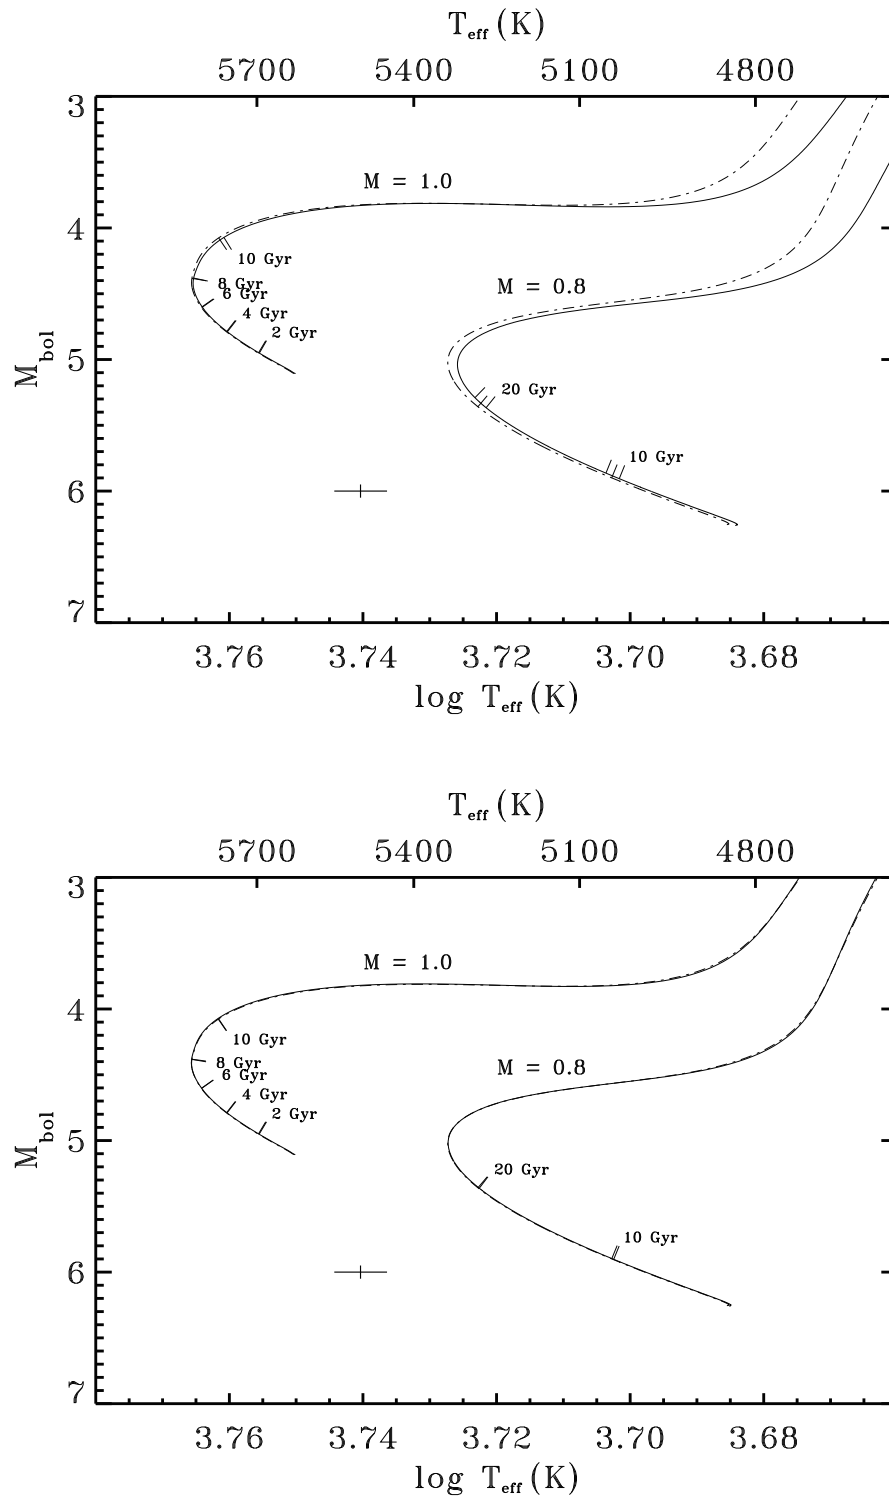 T_eff (K)
5700 5400 5100 4800
3
M = 1.0
4
10 Gyr
8 Gyr
6 Gyr
M = 0.8
4 Gyr
2 Gyr
M_bol
5
20 Gyr
10 Gyr
6
7
3.76 3.74 3.72 3.70 3.68
log T_eff (K)
T_eff (K)
5700 5400 5100 4800
3
M = 1.0
4
10 Gyr
8 Gyr
6 Gyr
M = 0.8
4 Gyr
2 Gyr
M_bol
5
20 Gyr
10 Gyr
6
7
3.76 3.74 3.72 3.70 3.68
log T_eff (K)